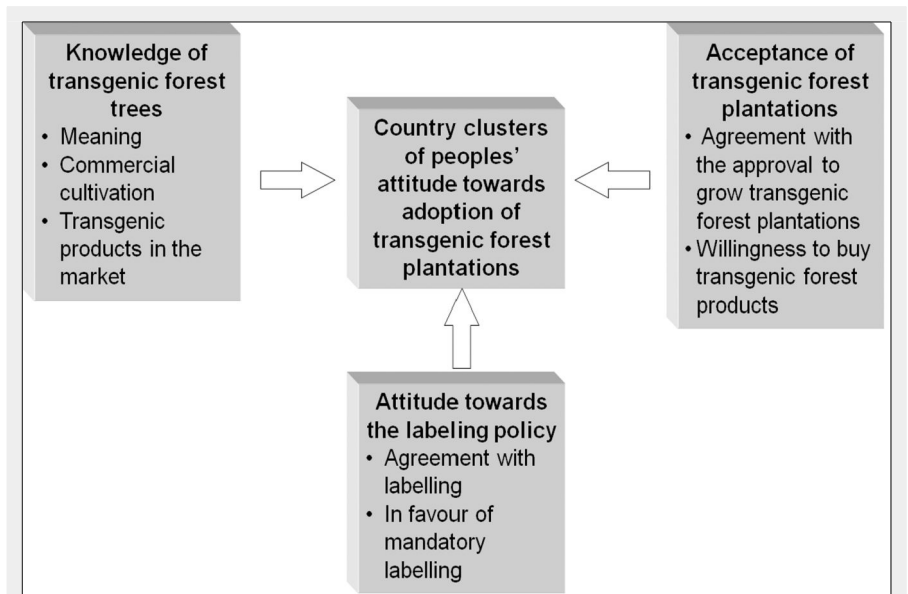 Knowledge of
transgenic forest
trees
• Meaning
• Commercial
cultivation
• Transgenic
products in the
market
Country clusters
of peoples’
attitude towards
adoption of
transgenic forest
plantations
Acceptance of
transgenic forest
plantations
• Agreement with
the approval to
grow transgenic
forest plantations
• Willingness to buy
transgenic forest
products
Attitude towards
the labeling policy
• Agreement with
labelling
• In favour of
mandatory
labelling